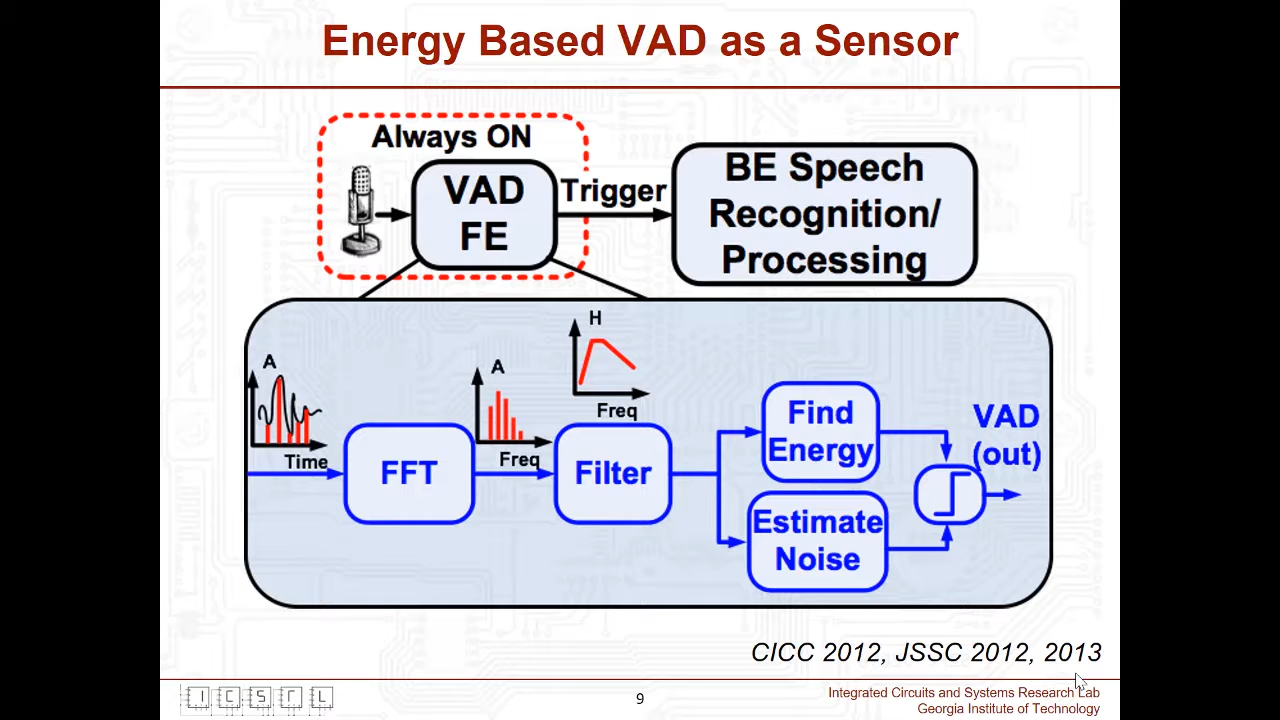 Energy Based VAD as a Sensor
Always ON
VAD
FE
Trigger
BE Speech
Recognition/
Processing
A
Time
FFT
A
Freq
H
Freq
Filter
Find
Energy
Estimate
Noise
VAD
(out)
CICC 2012, JSSC 2012, 2013
ICSRL
9
Integrated Circuits and Systems Research Lab
Georgia Institute of Technology